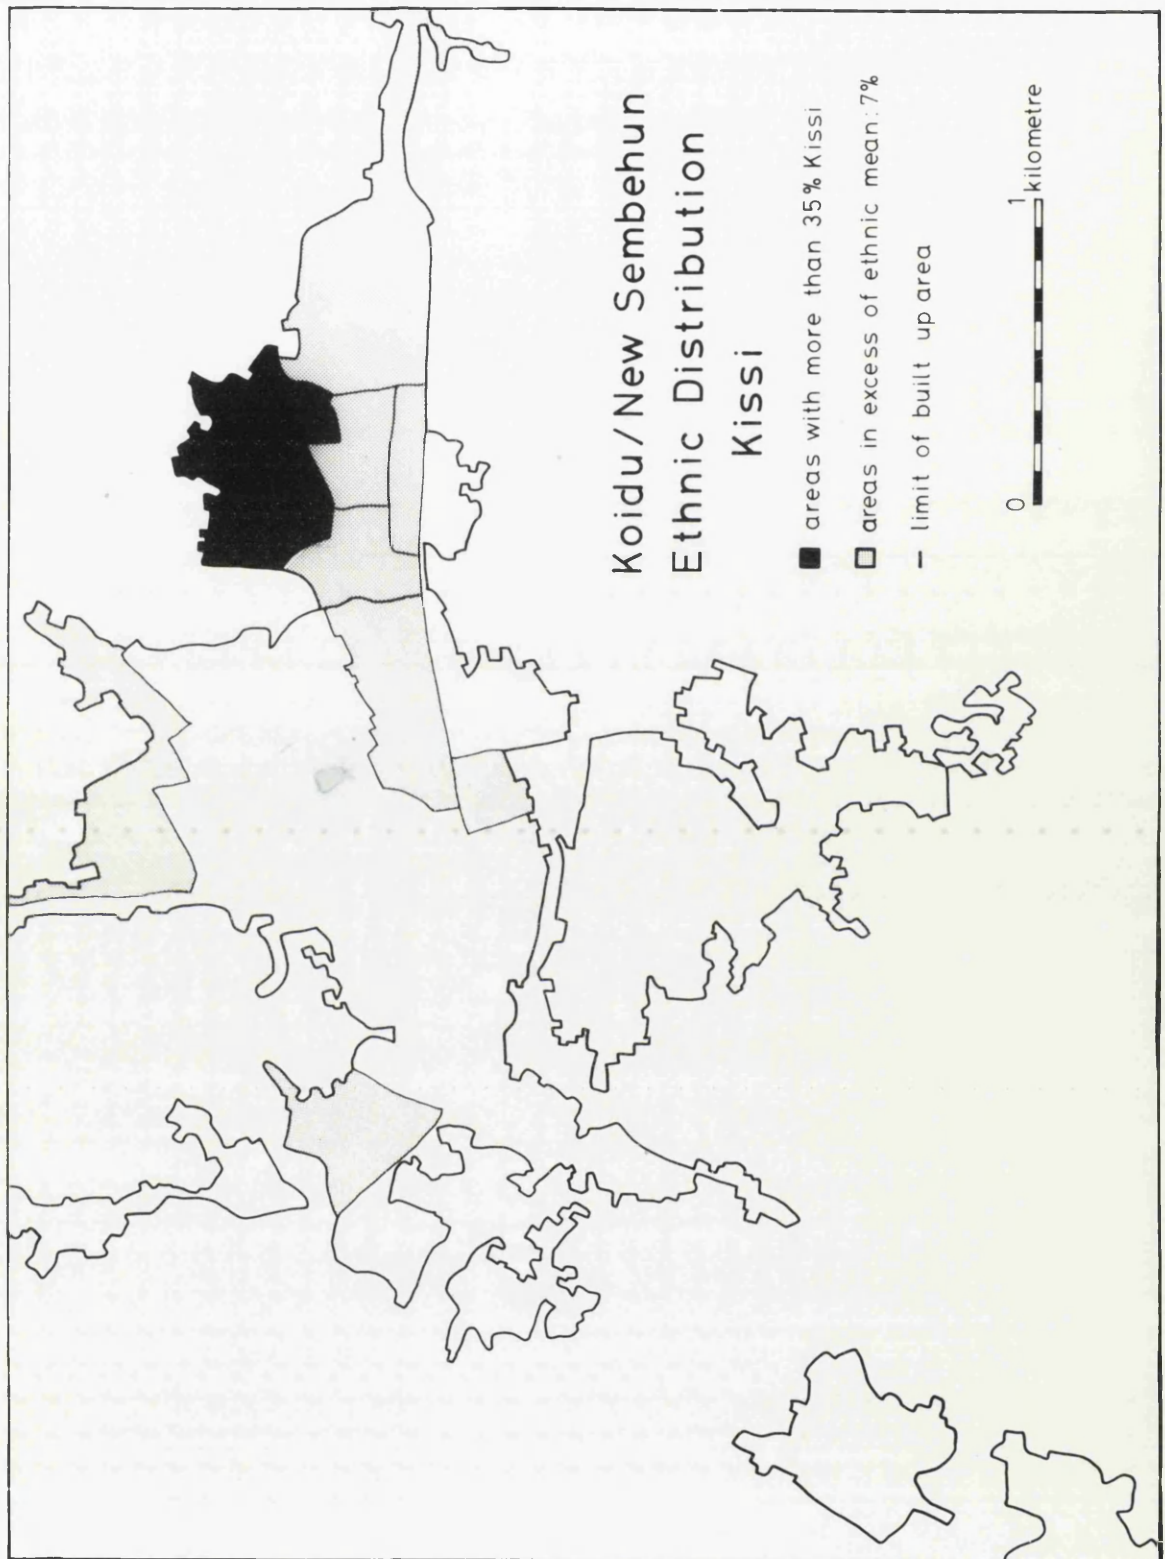 Koidu/New Sembehun
Ethnic Distribution
Kissi
areas with more than 35% Kissi
areas in excess of ethnic mean: 7%
limit of built up area
0 1
kilometre